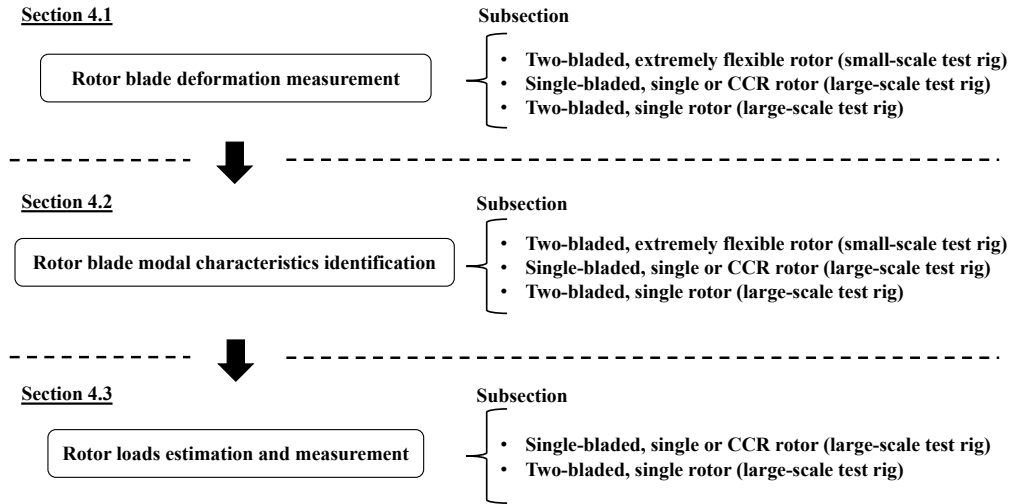 Section 4.1
Subsection
Rotor blade deformation measurement
• Two-bladed, extremely flexible rotor (small-scale test rig)
• Single-bladed, single or CCR rotor (large-scale test rig)
• Two-bladed, single rotor (large-scale test rig)
Section 4.2
Subsection
Rotor blade modal characteristics identification
• Two-bladed, extremely flexible rotor (small-scale test rig)
• Single-bladed, single or CCR rotor (large-scale test rig)
• Two-bladed, single rotor (large-scale test rig)
Section 4.3
Subsection
Rotor loads estimation and measurement
• Single-bladed, single or CCR rotor (large-scale test rig)
• Two-bladed, single rotor (large-scale test rig)